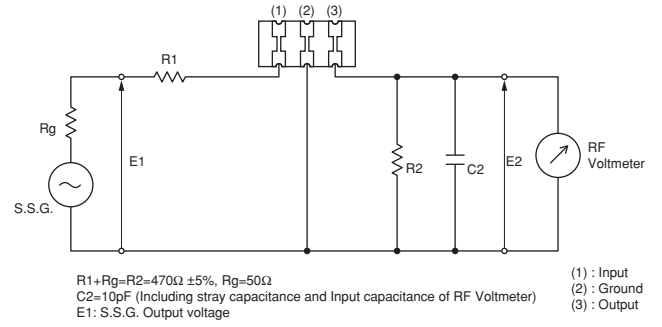 (1) (2) (3)
R1
Rg
E1
R2
C2
E2
RF
Voltmeter
S.S.G.
R1+Rg=R2=470Ω ±5%, Rg=50Ω
C2=10pF (Including stray capacitance and Input capacitance of RF Voltmeter)
E1: S.S.G. Output voltage
(1) : Input
(2) : Ground
(3) : Output